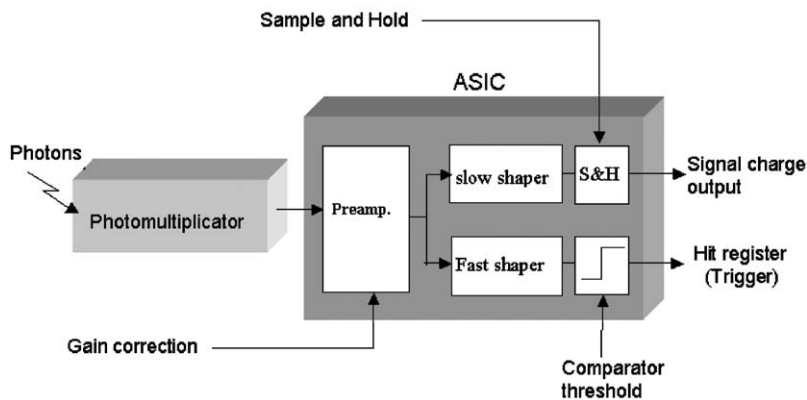 Sample and Hold
ASIC
Photons
Photomultiplicator
Preamp.
slow shaper
S&H
Signal charge
output
Fast shaper
Hit register
(Trigger)
Gain correction
Comparator
threshold